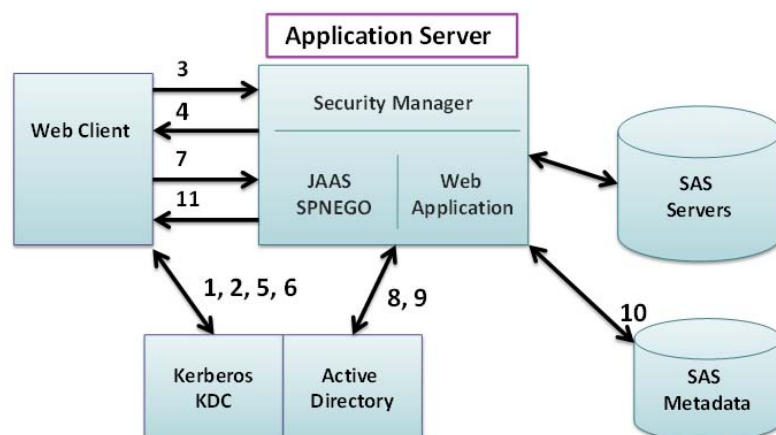 Application Server
3
Security Manager
Web Client
4
7
JAAS
SPNEGO
Web
Application
SAS
Servers
11
1, 2, 5, 6
8, 9
10
Kerberos
KDC
Active
Directory
SAS
Metadata